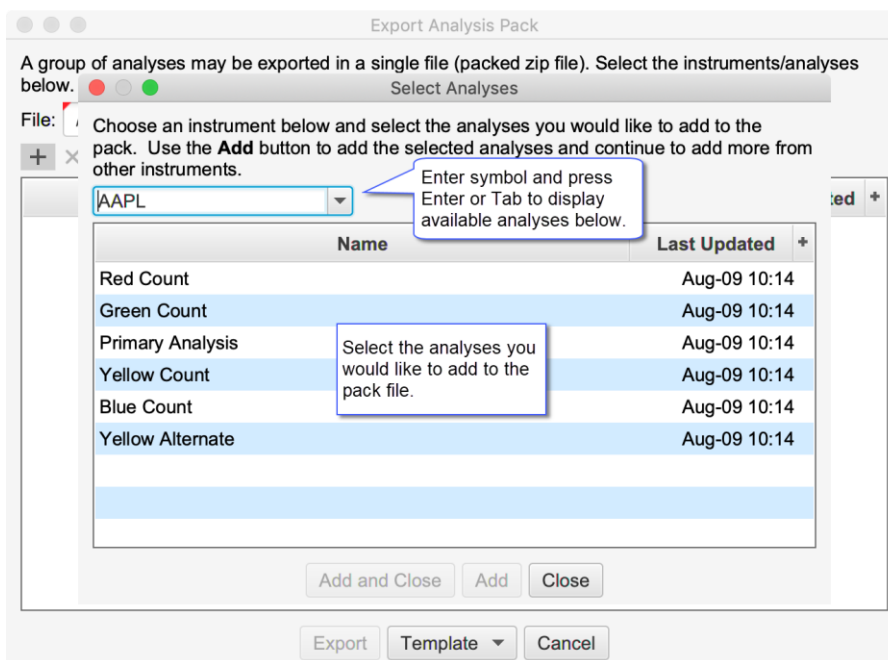 Export Analysis Pack
A group of analyses may be exported in a single file (packed zip file). Select the instruments/analyses
below.
Select Analyses
File:
Choose an instrument below and select the analyses you would like to add to the
pack. Use the Add button to add the selected analyses and continue to add more from
other instruments.
Enter symbol and press
Enter or Tab to display
available analyses below.
AAPL
ed +
Name Last Updated +
Red Count Aug-09 10:14
Green Count Aug-09 10:14
Primary Analysis Aug-09 10:14
Yellow Count Aug-09 10:14
Blue Count Aug-09 10:14
Yellow Alternate Aug-09 10:14
Select the analyses you
would like to add to the
pack file.
Add and Close Add Close
Export Template Cancel